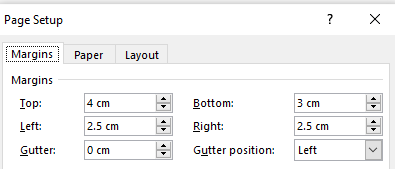 Page Setup ? ×
Margins Paper Layout
Margins
Top: 4 cm Bottom: 3 cm
Left: 2.5 cm Right: 2.5 cm
Gutter: 0 cm Gutter position: Left